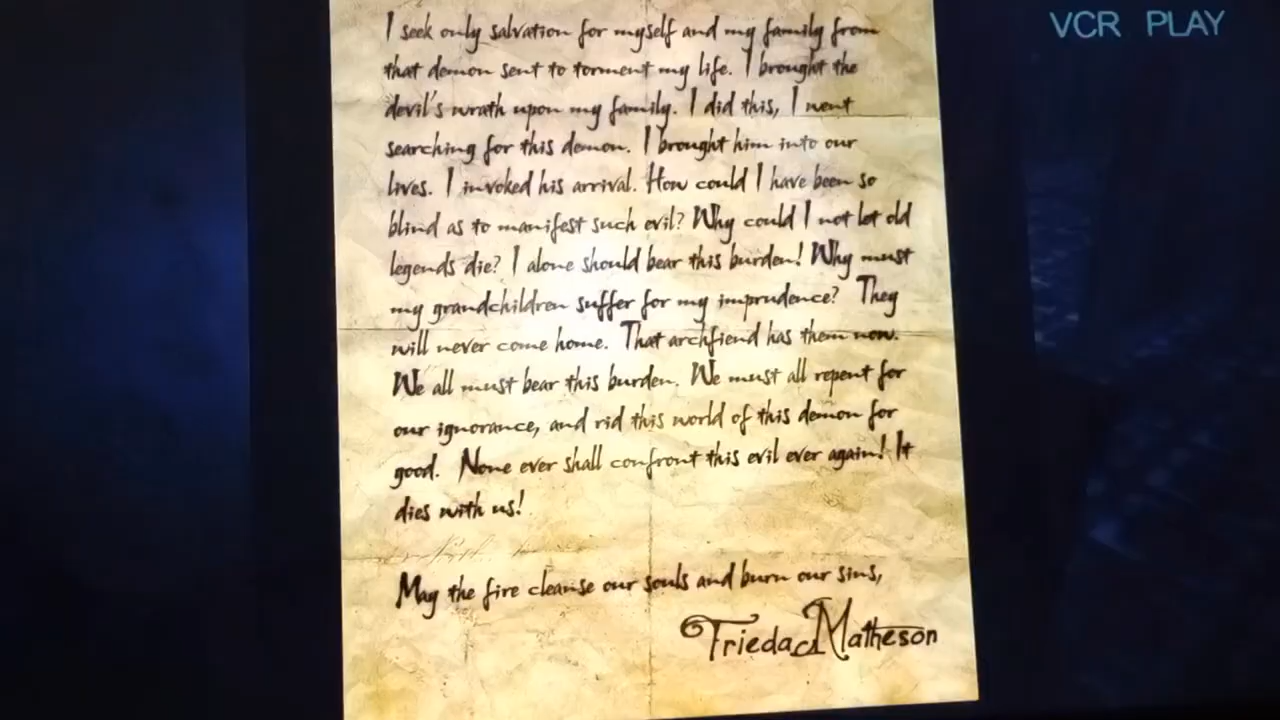 VCR PLAY
I seek only salvation for myself and my family from
that demon sent to torment my life. I brought the
devil's wrath upon my family. I did this, I went
searching for this demon. I brought him into our
lives. I invoked his arrival. How could I have been so
blind as to manifest such evil? Why could I not let old
legends die? I alone should bear this burden! Why must
my grandchildren suffer for my imprudence? They
will never come home. That archfiend has them now.
We all must bear this burden. We must all repent for
our ignorance, and rid this world of this demon for
good. None ever shall confront this evil ever again! It
dies with us!
May the fire cleanse our souls and burn our sins,
Frieda Matheson